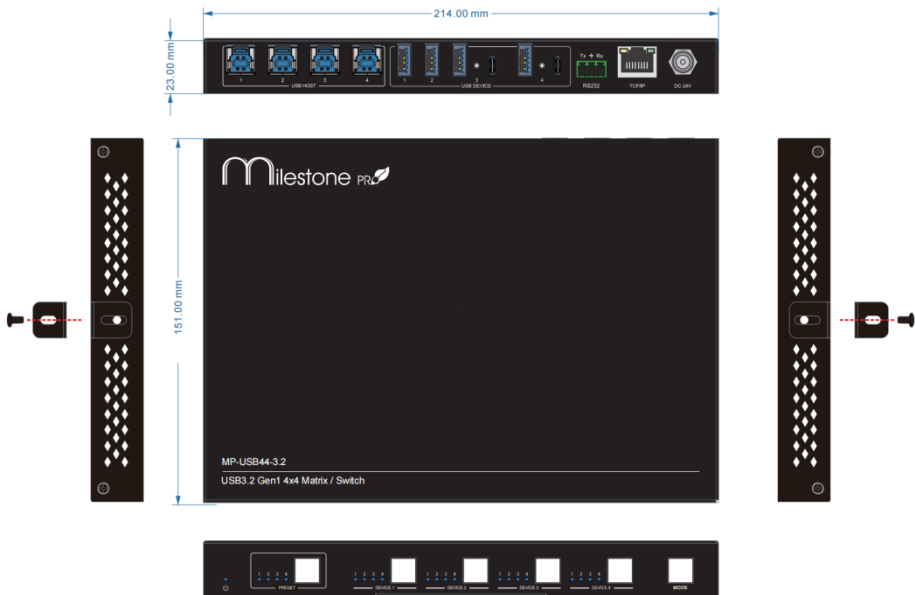 214.00 mm
23.00 mm
Tx Rx
1 2 3 4 1 2 3 4
USB HOST USB DEVICE RS232 TCP/IP DC 24V
151.00 mm
Milestone PRO
MP-USB44-3.2
USB3.2 Gen1 4x4 Matrix / Switch
1 2 3 4 1 2 3 4 1 2 3 4 1 2 3 4 1 2 3 4
PRESET DEVICE 1 DEVICE 2 DEVICE 3 DEVICE 4 MODE